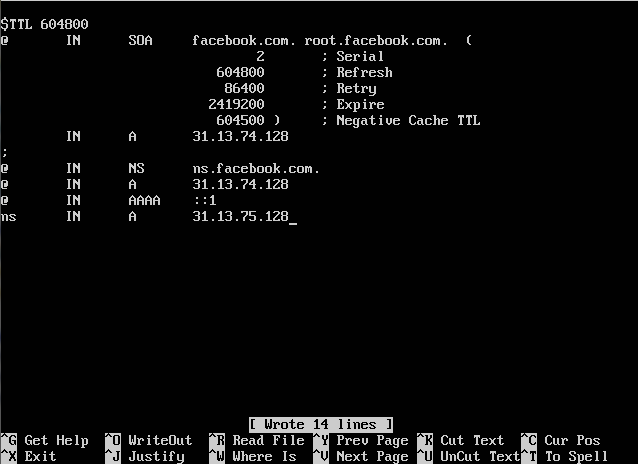 $TTL 604800
@ IN SOA facebook.com. root.facebook.com. (
2 ; Serial
604800 ; Refresh
86400 ; Retry
2419200 ; Expire
604500 ) ; Negative Cache TTL
IN A 31.13.74.128
;
@ IN NS ns.facebook.com.
@ IN A 31.13.74.128
@ IN AAAA ::1
ns IN A 31.13.75.128_
[ Wrote 14 lines ]
^G Get Help ^O WriteOut ^R Read File ^Y Prev Page ^K Cut Text ^C Cur Pos
^X Exit ^J Justify ^W Where Is ^V Next Page ^U UnCut Text ^T To Spell